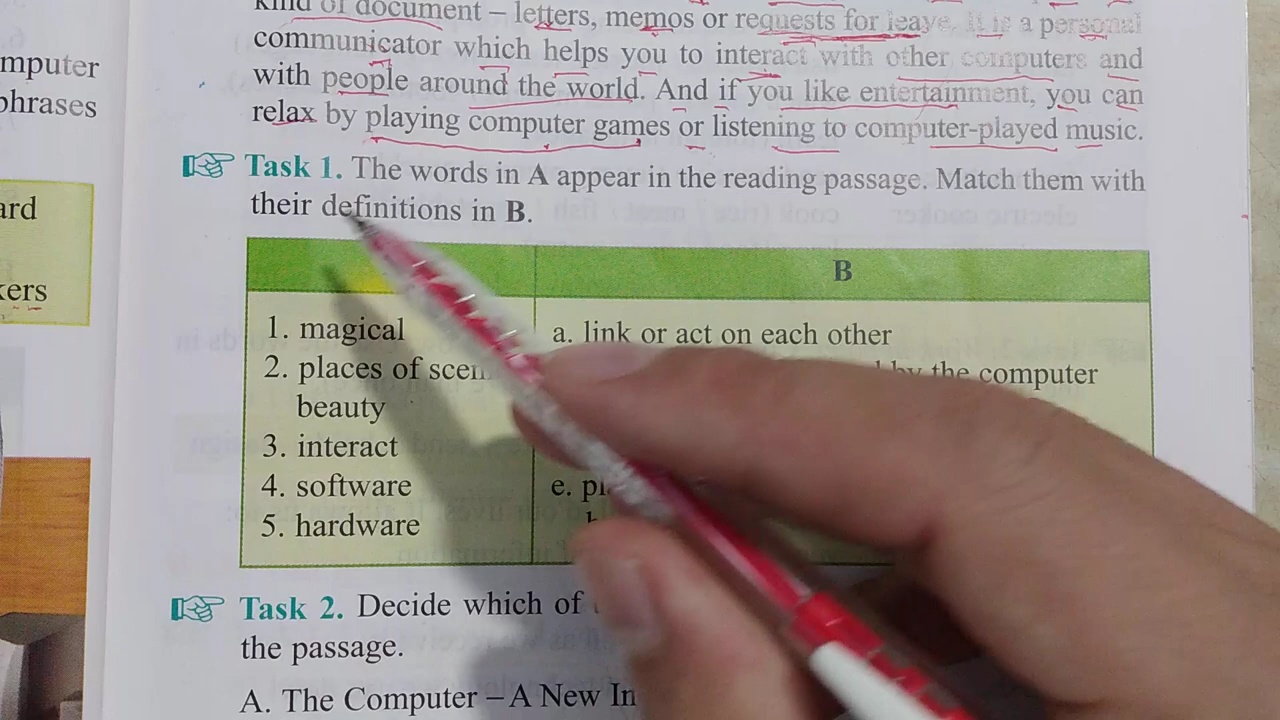 kind of document – letters, memos or requests for leave. It is a personal
communicator which helps you to interact with other computers and
with people around the world. And if you like entertainment, you can
relax by playing computer games or listening to computer-played music.
mputer
phrases
ard
kers
Task 1. The words in A appear in the reading passage. Match them with
their definitions in B.
B
1. magical
2. places of scen
beauty
3. interact
4. software
5. hardware
a. link or act on each other
by the computer
e. pl
Task 2. Decide which of
the passage.
A. The Computer – A New In